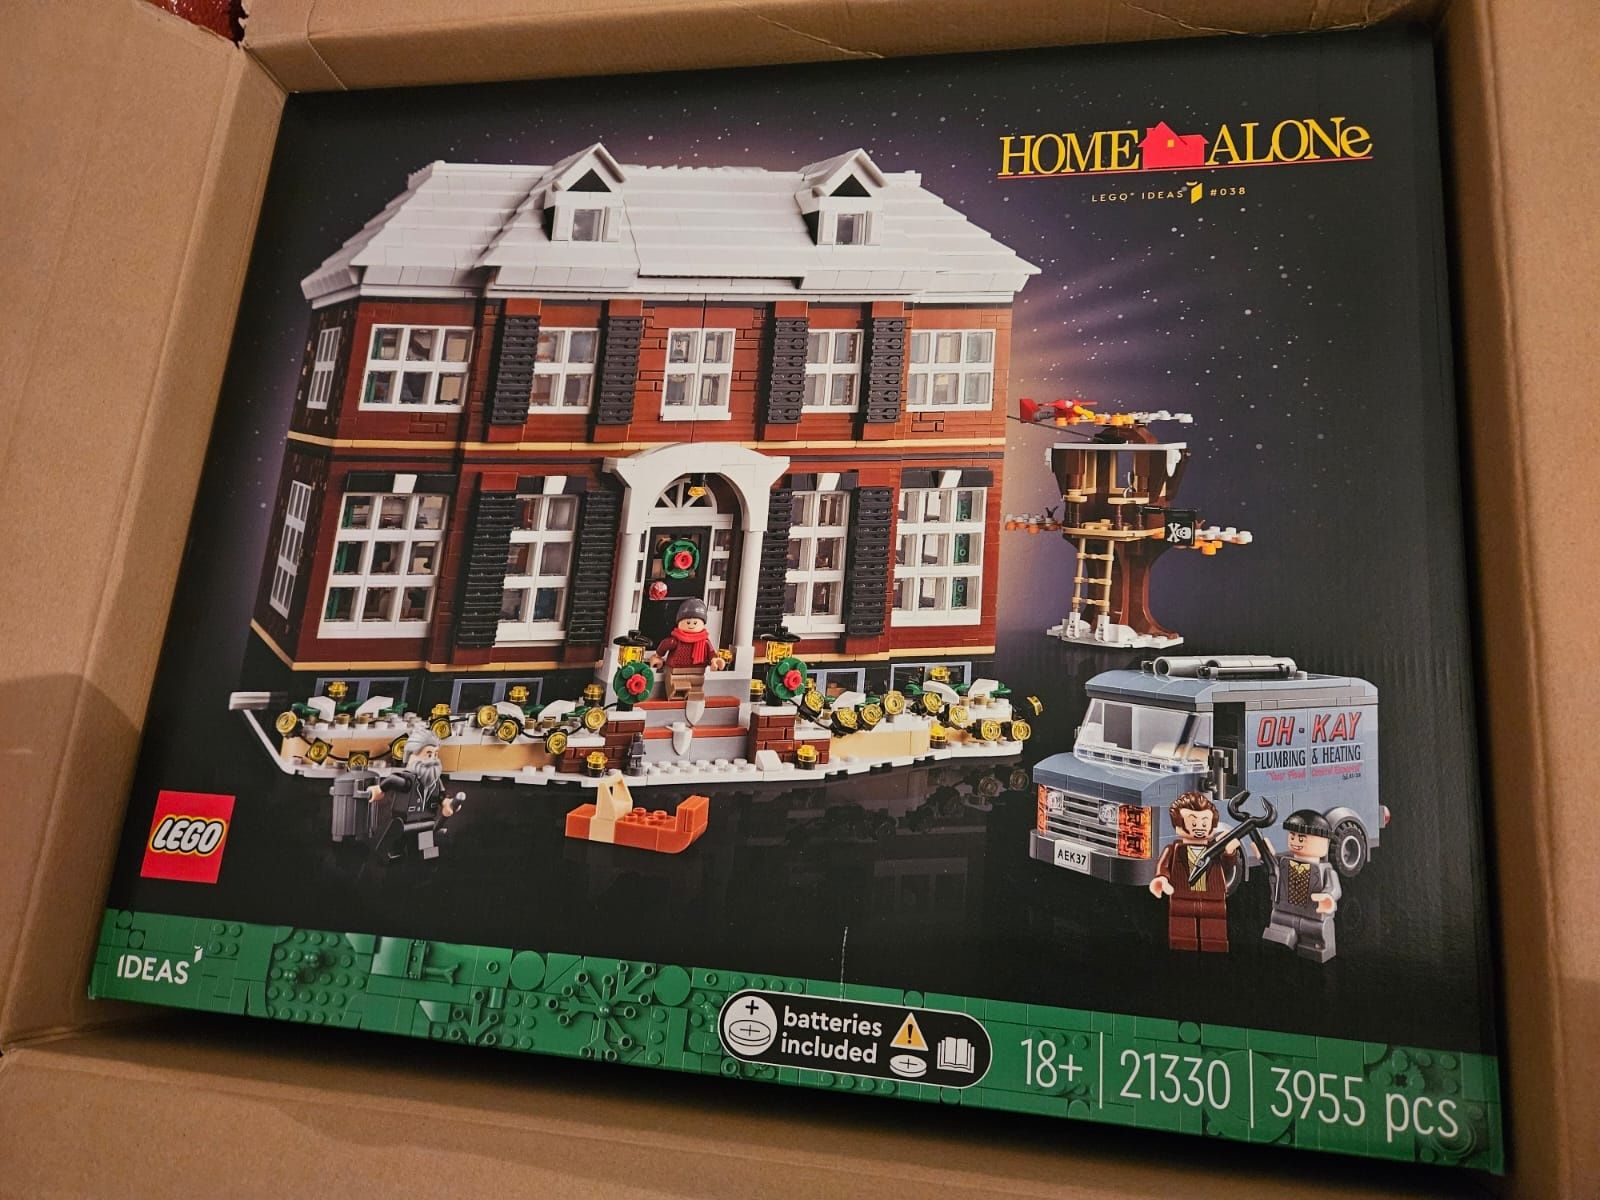 HOME ALONe
LEGO® IDEAS #038
OH-KAY
PLUMBING & HEATING
AEK37
LEGO
IDEAS
batteries
included
18+ | 21330 | 3955 pcs